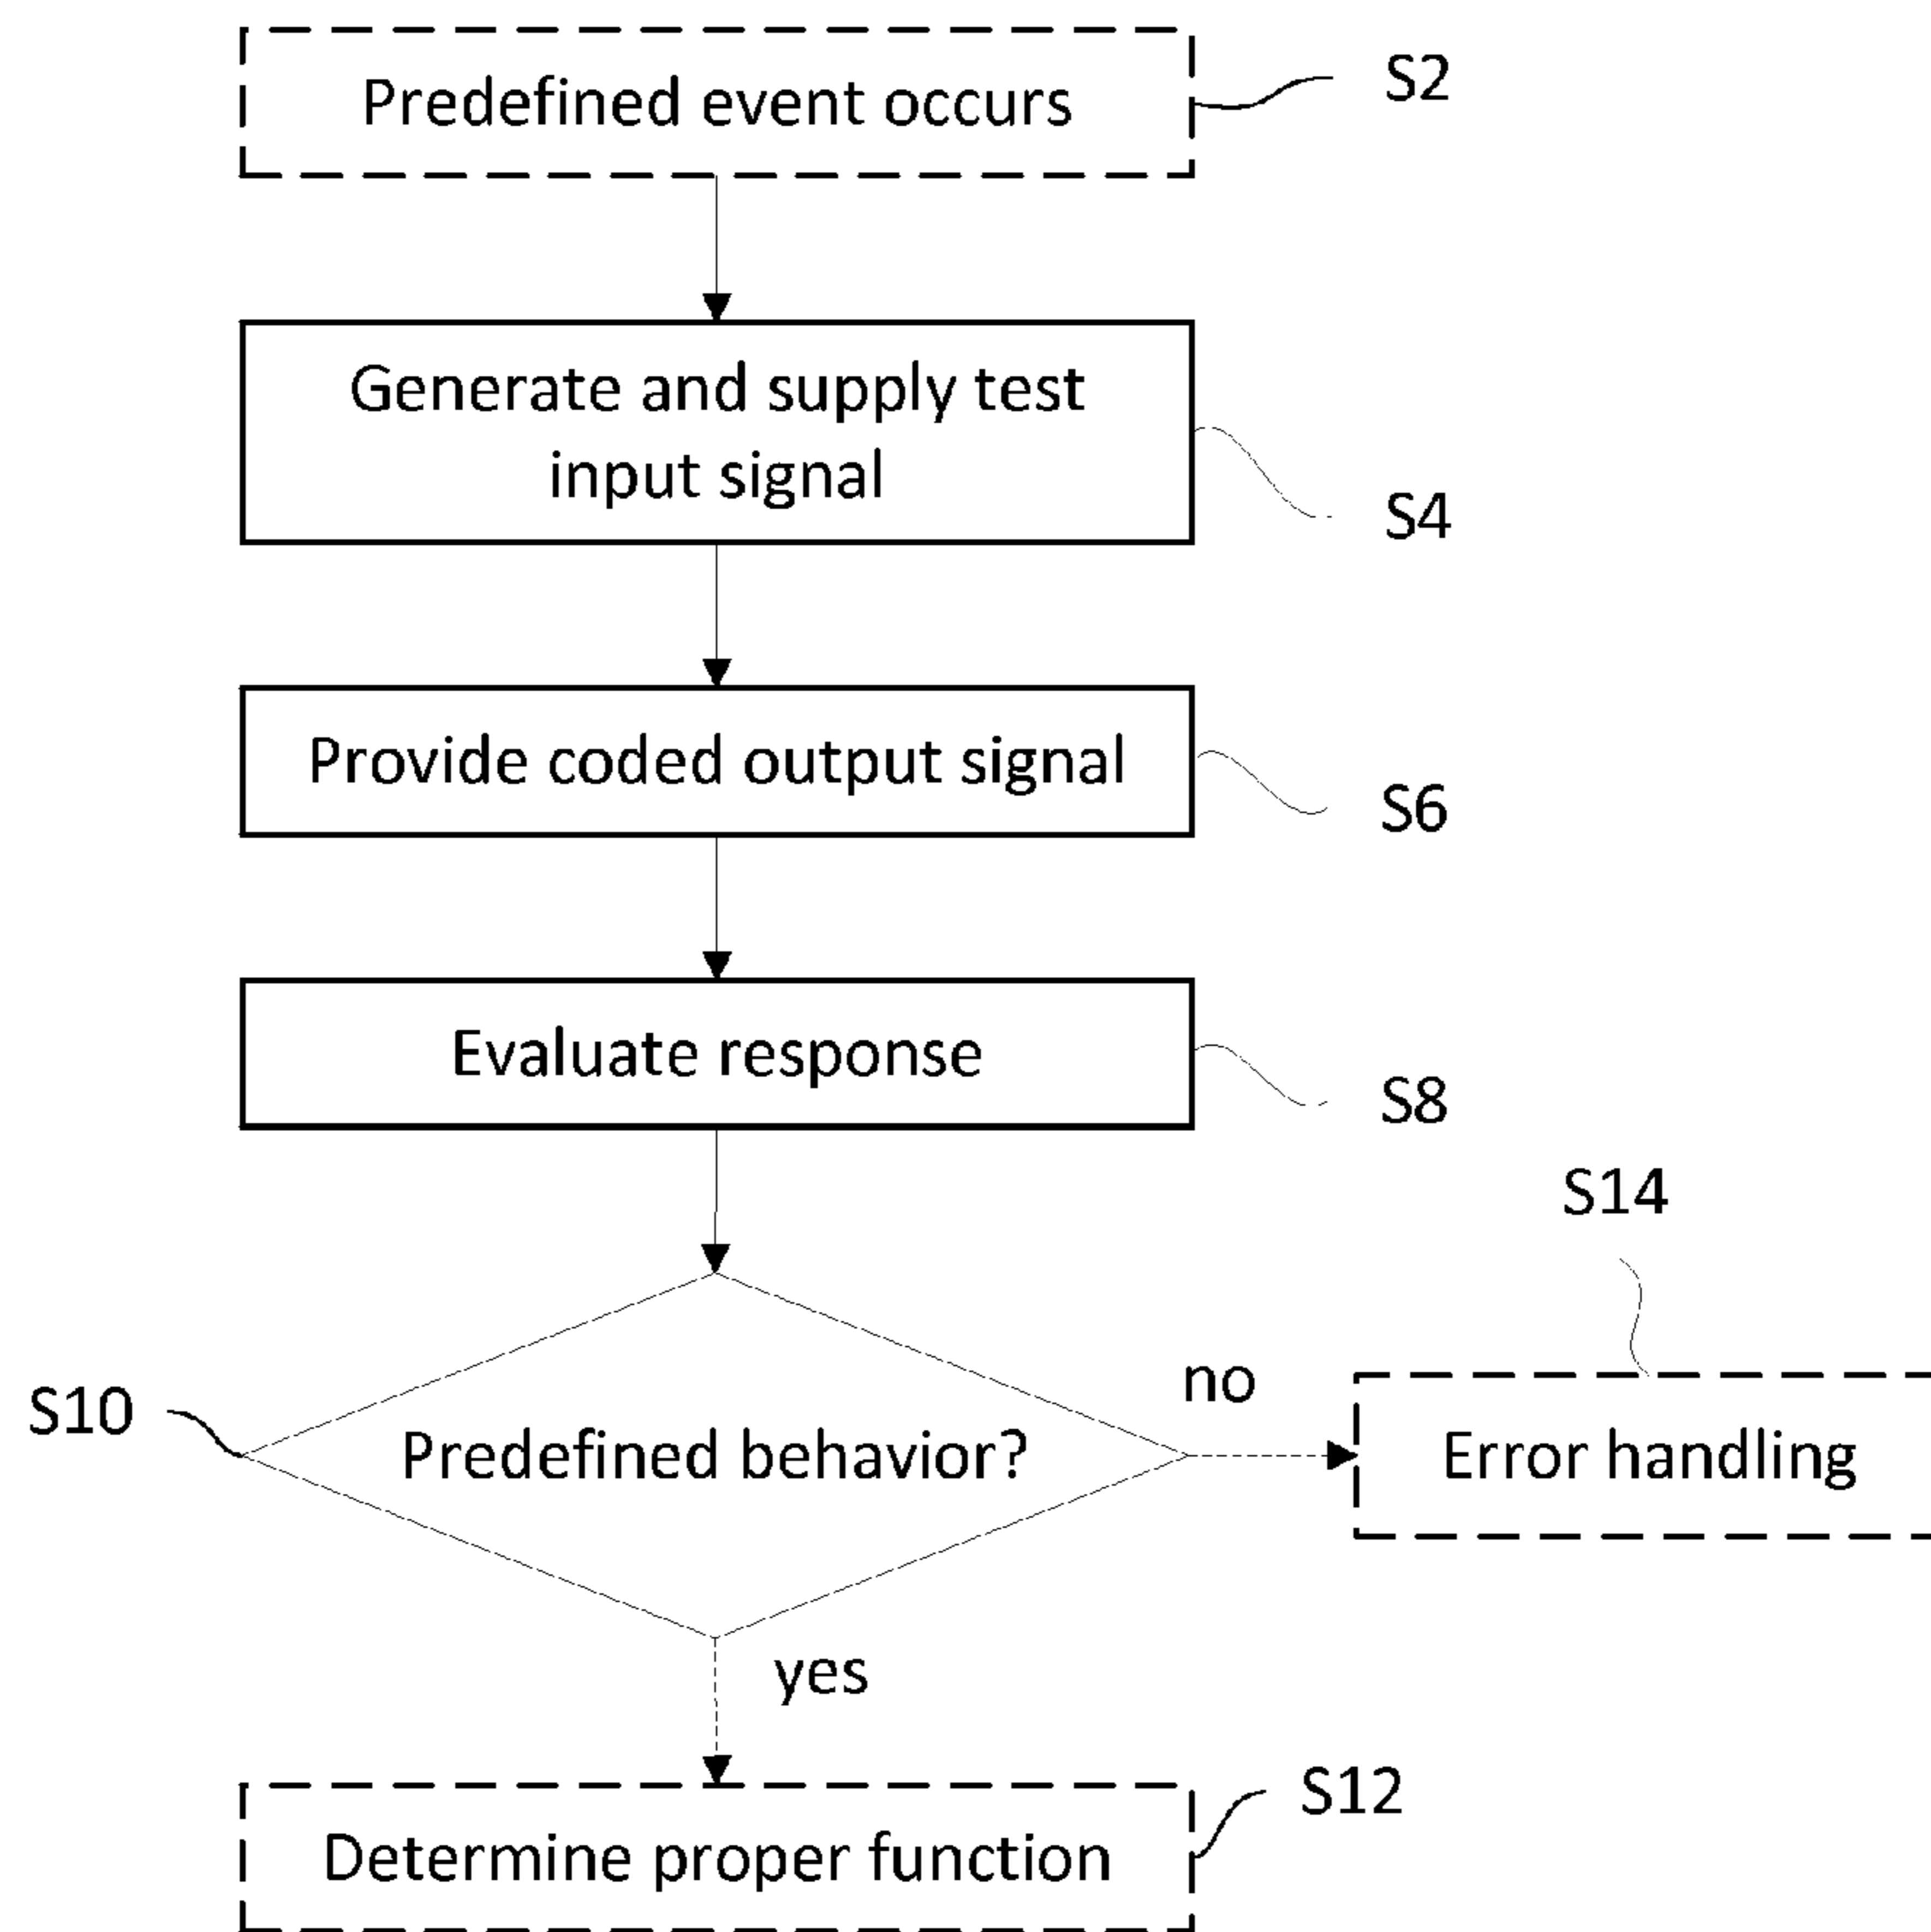 Predefined event occurs
S2
Generate and supply test
input signal
S4
Provide coded output signal
S6
Evaluate response
S8
S14
S10
Predefined behavior?
no
Error handling
yes
S12
Determine proper function